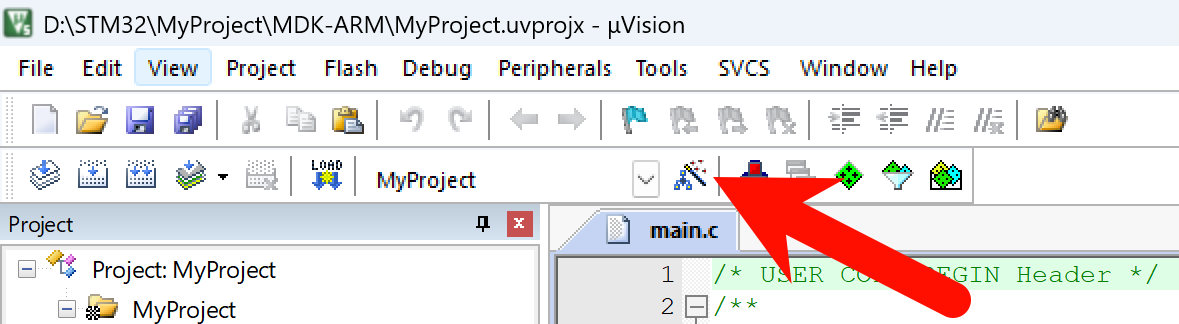 D:\STM32\MyProject\MDK-ARM\MyProject.uvprojx - µVision
File Edit View Project Flash Debug Peripherals Tools SVCS Window Help
LOAD
MyProject
Project
main.c
Project: MyProject
MyProject
1 /* USER CO EGIN Header */
2 /**